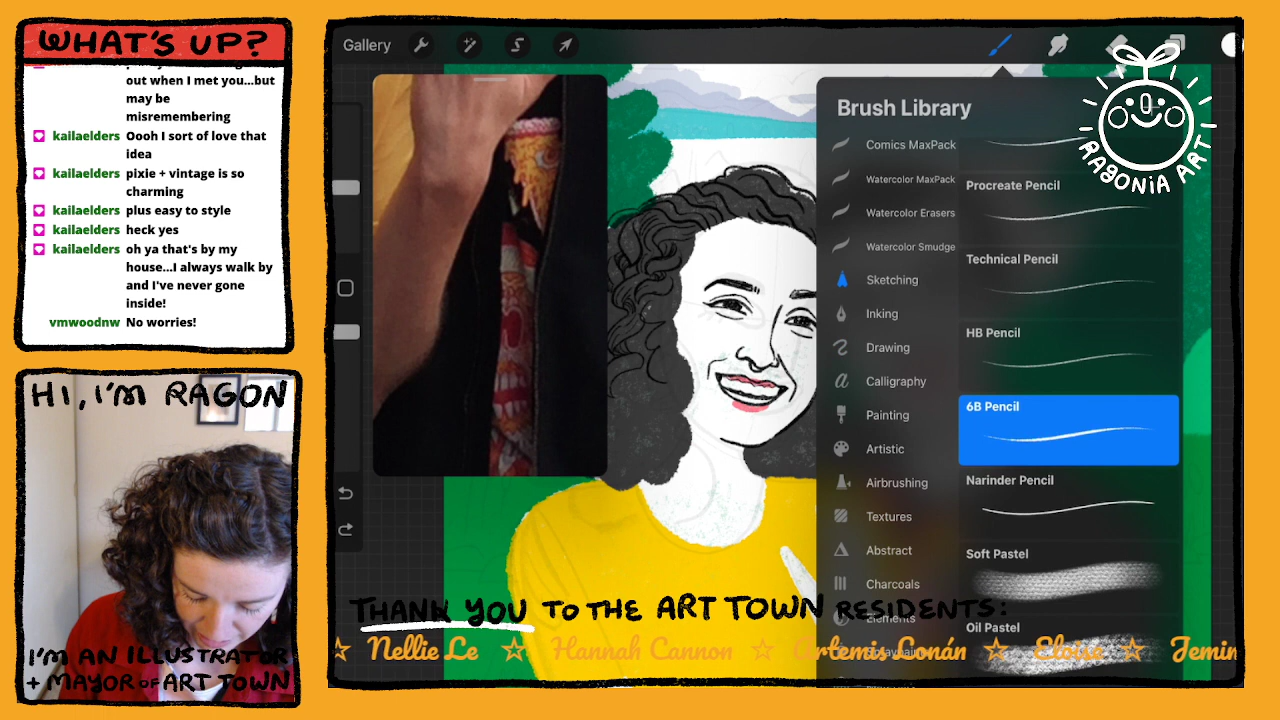 WHAT'S UP?
out when I met you...but
may be
misremembering
kailaelders Oooh I sort of love that
idea
kailaelders pixie + vintage is so
charming
kailaelders plus easy to style
kailaelders heck yes
kailaelders oh ya that's by my
house...I always walk by
and I've never gone
inside!
vmwoodnw No worries!
HI, I'M RAGON
I'M AN ILLUSTRATOR
+ MAYOR OF ART TOWN
Gallery
Brush Library
Comics MaxPack
Watercolor MaxPack
Watercolor Erasers
Watercolor Smudge
Sketching
Inking
Drawing
Calligraphy
Painting
Artistic
Airbrushing
Textures
Abstract
Charcoals
Elements
Procreate Pencil
Technical Pencil
HB Pencil
6B Pencil
Narinder Pencil
Soft Pastel
Oil Pastel
RAGONIA ART
THANK YOU TO THE ART TOWN RESIDENTS:
☆ Nellie Le ☆ Hannah Cannon ☆ Artemis Lonán ☆ Eloise ☆ Jemin